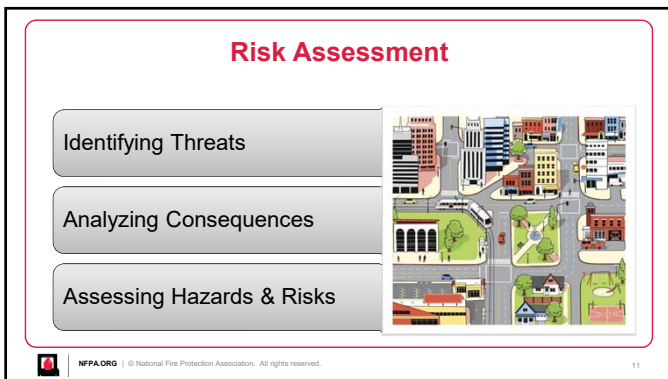 Risk Assessment
Identifying Threats
Analyzing Consequences
Assessing Hazards & Risks
NFPA.ORG | © National Fire Protection Association. All rights reserved.
11